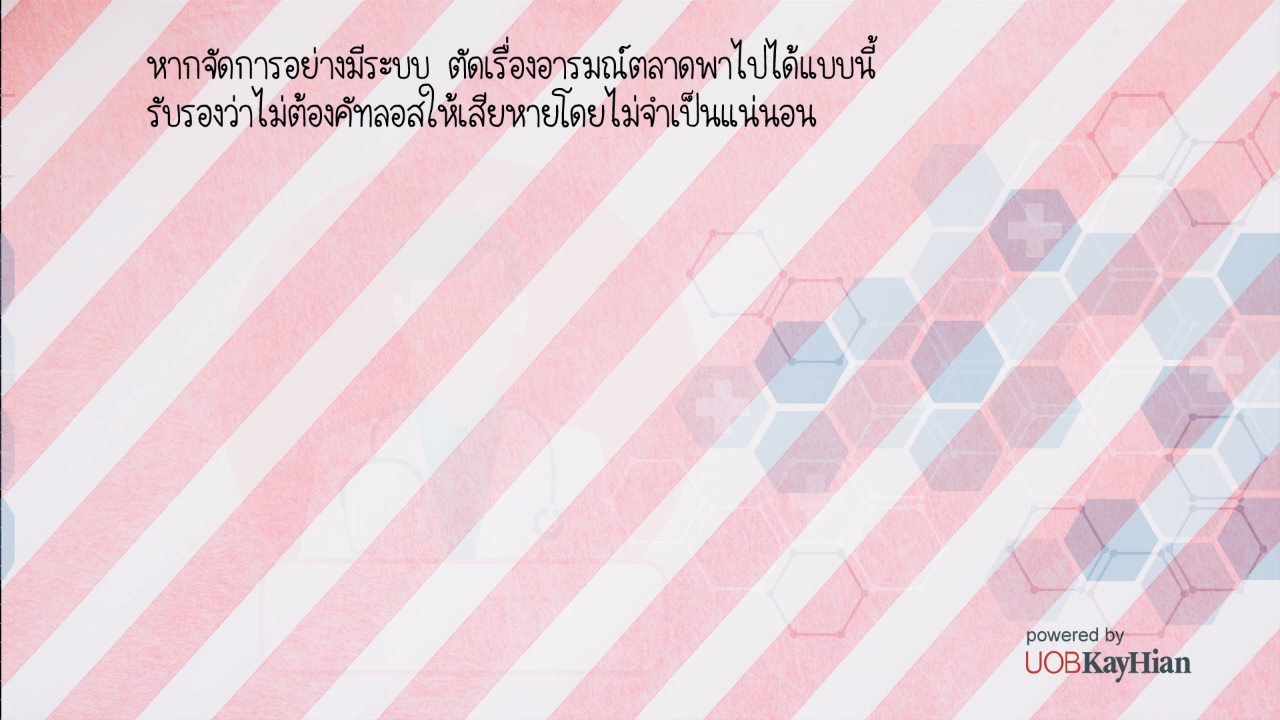 หากจัดการอย่างมีระบบ ตัดเรื่องอารมณ์ตลาดพาไปได้แบบนี้
รับรองว่าไม่ต้องคัทลอสให้เสียหายโดยไม่จำเป็นแน่นอน
powered by
UOBKayHian